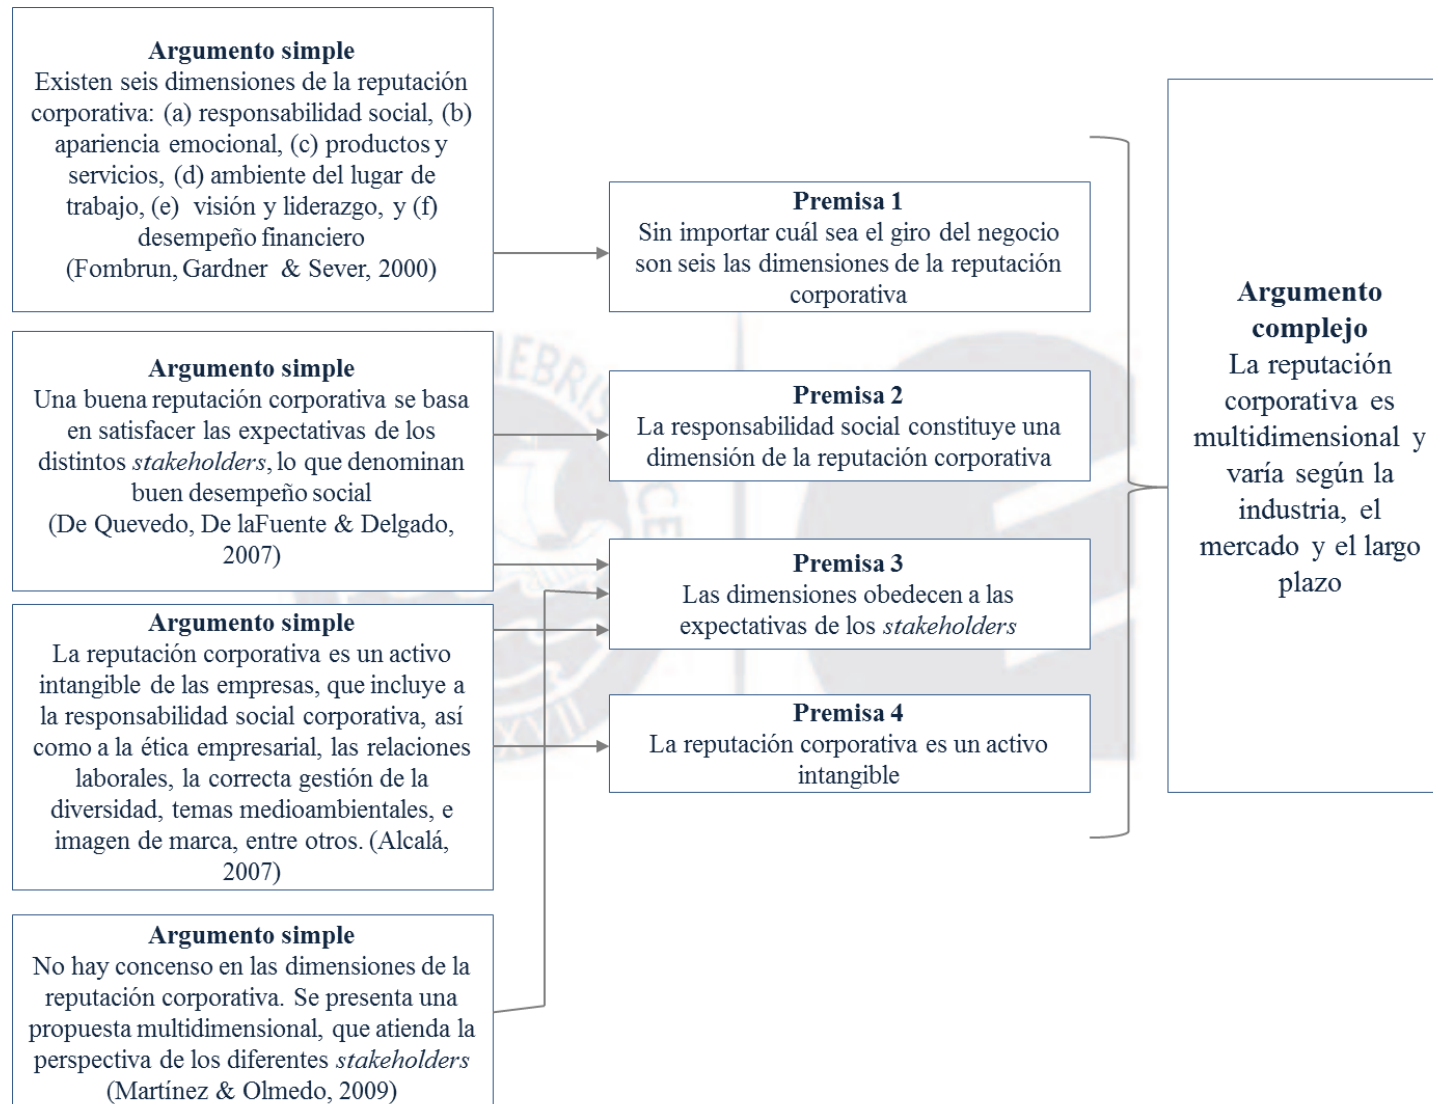 Argumento simple
Existen seis dimensiones de la reputación
corporativa: (a) responsabilidad social, (b)
apariencia emocional, (c) productos y
servicios, (d) ambiente del lugar de
trabajo, (e) visión y liderazgo, y (f)
desempeño financiero
(Fombrun, Gardner & Sever, 2000)
Argumento simple
Una buena reputación corporativa se basa
en satisfacer las expectativas de los
distintos stakeholders, lo que denominan
buen desempeño social
(De Quevedo, De laFuente & Delgado,
2007)
Argumento simple
La reputación corporativa es un activo
intangible de las empresas, que incluye a
la responsabilidad social corporativa, así
como a la ética empresarial, las relaciones
laborales, la correcta gestión de la
diversidad, temas medioambientales, e
imagen de marca, entre otros. (Alcalá,
2007)
Argumento simple
No hay concenso en las dimensiones de la
reputación corporativa. Se presenta una
propuesta multidimensional, que atienda la
perspectiva de los diferentes stakeholders
(Martínez & Olmedo, 2009)
Premisa 1
Sin importar cuál sea el giro del negocio
son seis las dimensiones de la reputación
corporativa
Premisa 2
La responsabilidad social constituye una
dimensión de la reputación corporativa
Premisa 3
Las dimensiones obedecen a las
expectativas de los stakeholders
Premisa 4
La reputación corporativa es un activo
intangible
Argumento
complejo
La reputación
corporativa es
multidimensional y
varía según la
industria, el
mercado y el largo
plazo